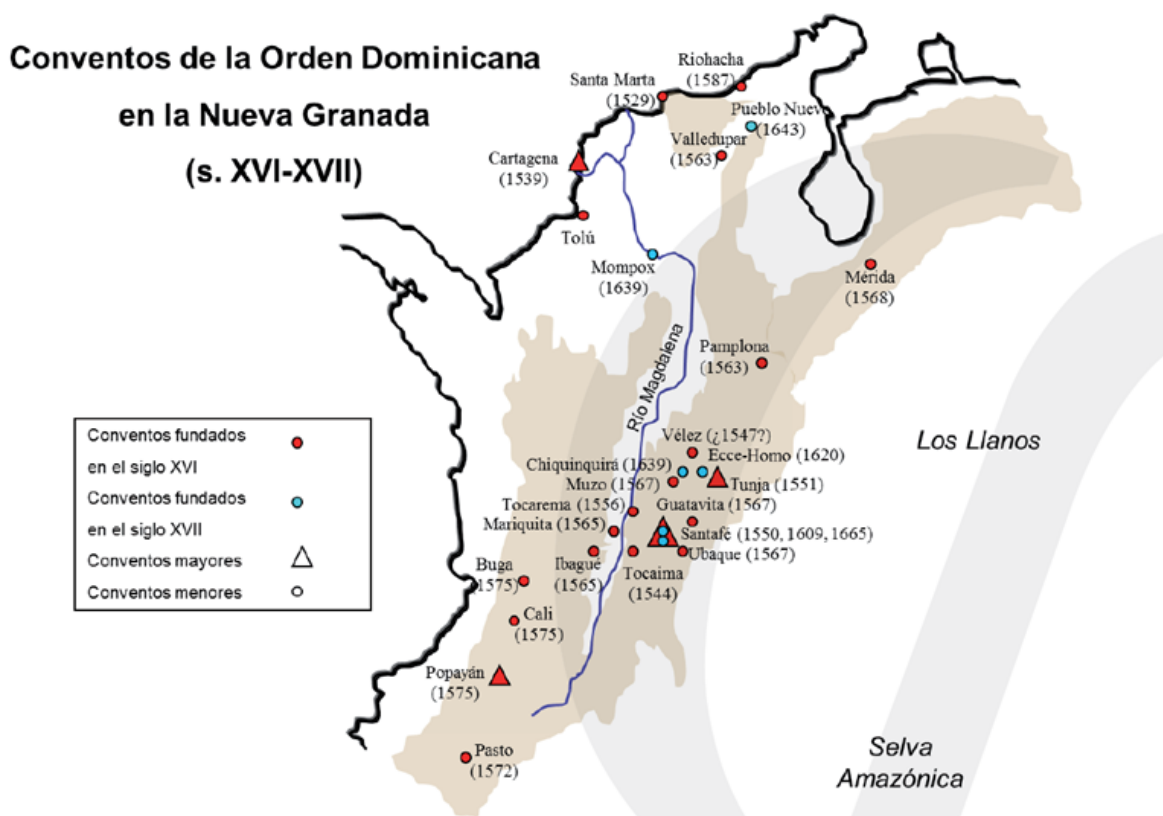 Conventos de la Orden Dominicana
en la Nueva Granada
(s. XVI-XVII)
Riohacha
(1587)
Santa Marta
(1529)
Pueblo Nuevo
(1643)
Valledupar
(1563)
Cartagena
(1539)
Tolú
Mompox
(1639)
Mérida
(1568)
Río Magdalena
Pamplona
(1563)
Conventos fundados
en el siglo XVI
Conventos fundados
en el siglo XVII
Conventos mayores
Conventos menores
Los Llanos
Vélez (¿1547?)
Ecce-Homo (1620)
Chiquinquirá (1639)
Muzo (1567)
Tunja (1551)
Tocarema (1556)
Guatavita
(1567)
Mariquita
(1565)
Santafé (1550, 1609, 1665)
Ubaque
(1567)
Ibagué
(1565)
Tocaima
(1544)
Buga
(1575)
Cali
(1575)
Popayán
(1575)
Pasto
(1572)
Selva
Amazónica